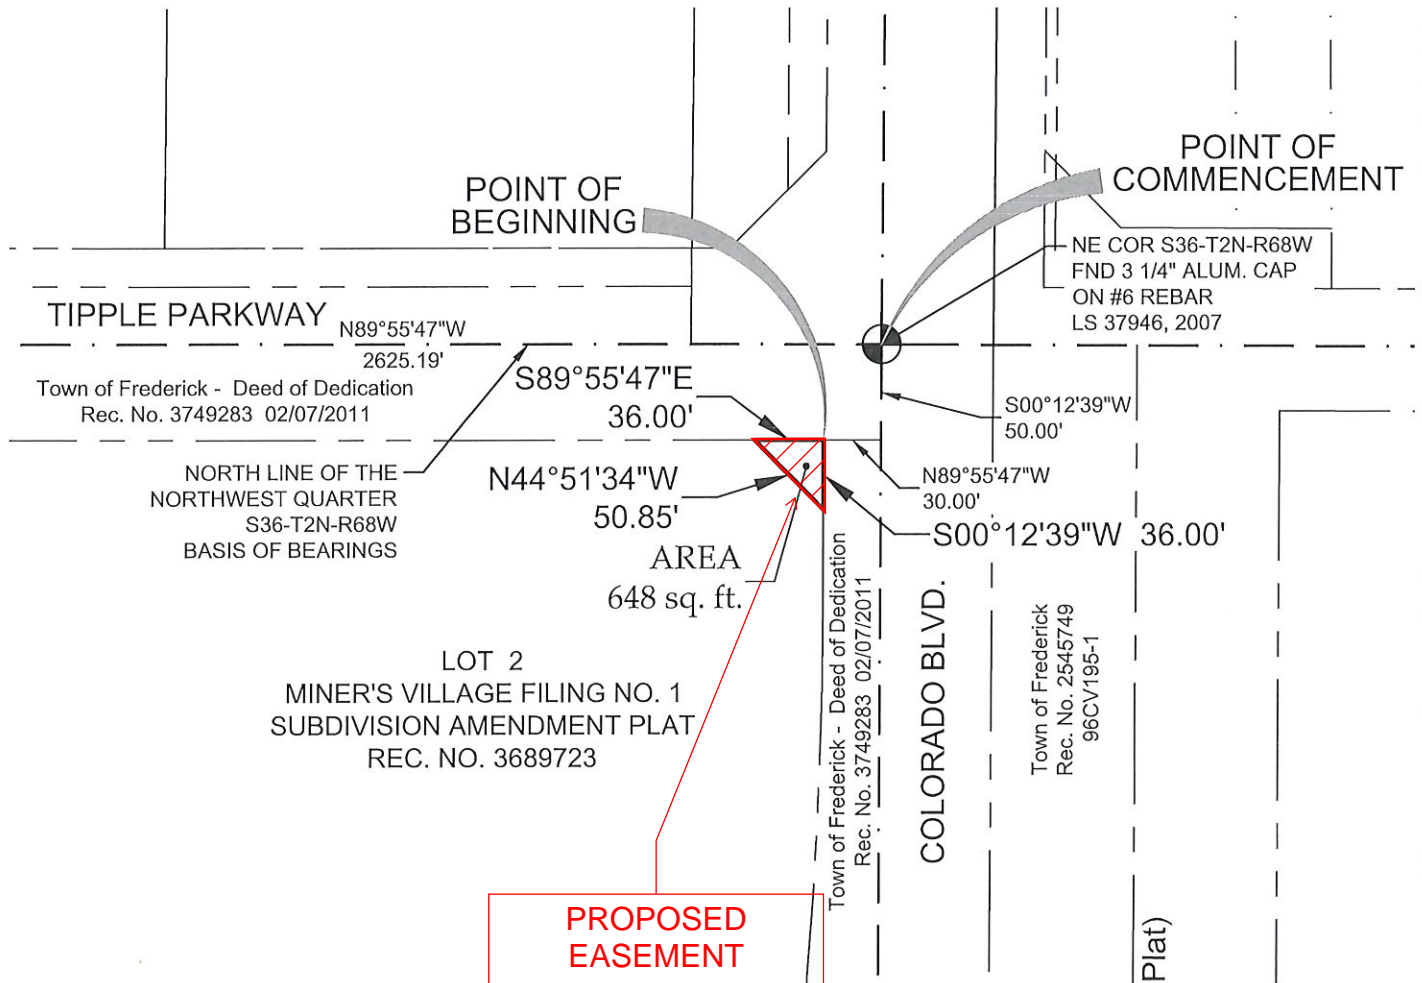 POINT OF
BEGINNING
POINT OF
COMMENCEMENT
NE COR S36-T2N-R68W
FND 3 1/4" ALUM. CAP
ON #6 REBAR
LS 37946, 2007
TIPPLE PARKWAY
N89°55'47"W
2625.19'
Town of Frederick - Deed of Dedication
Rec. No. 3749283 02/07/2011
S89°55'47"E
36.00'
S00°12'39"W
50.00'
NORTH LINE OF THE
NORTHWEST QUARTER
S36-T2N-R68W
BASIS OF BEARINGS
N44°51'34"W
50.85'
N89°55'47"W
30.00'
S00°12'39"W 36.00'
AREA
648 sq. ft.
LOT 2
MINER'S VILLAGE FILING NO. 1
SUBDIVISION AMENDMENT PLAT
REC. NO. 3689723
Town of Frederick - Deed of Dedication
Rec. No. 3749283 02/07/2011
COLORADO BLVD.
Town of Frederick
Rec. No. 2545749
96CV195-1
Plat)
PROPOSED
EASEMENT